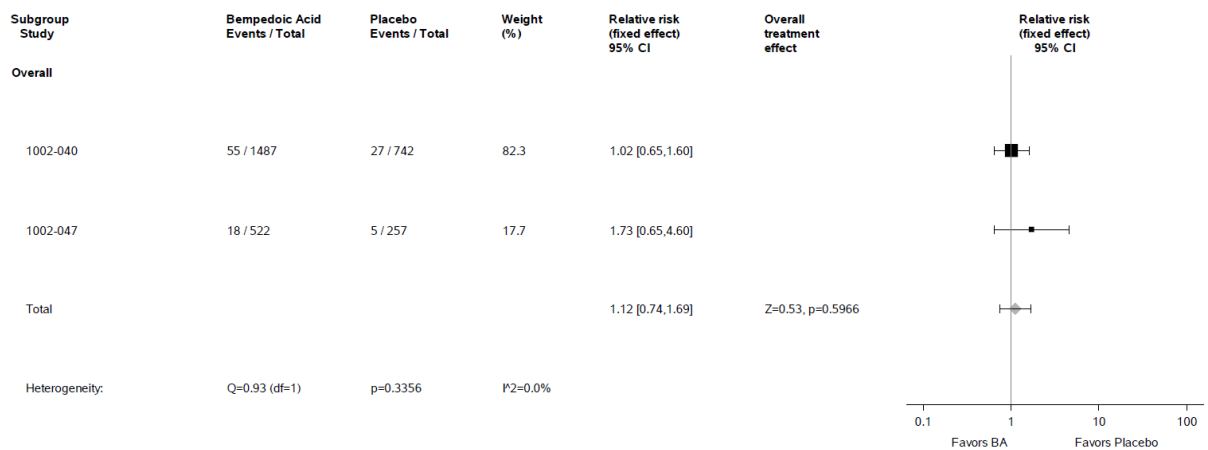 Subgroup Bempedoic Acid Placebo Weight Relative risk Overall Relative risk
Study Events / Total Events / Total (%) (fixed effect) treatment (fixed effect)
95% CI effect 95% CI
Overall
1002-040 55 / 1487 27 / 742 82.3 1.02 [0.65,1.60]
1002-047 18 / 522 5 / 257 17.7 1.73 [0.65,4.60]
Total 1.12 [0.74,1.69] Z=0.53, p=0.5966
Heterogeneity: Q=0.93 (df=1) p=0.3356 I^2=0.0%
0.1 1 10 100
Favors BA Favors Placebo